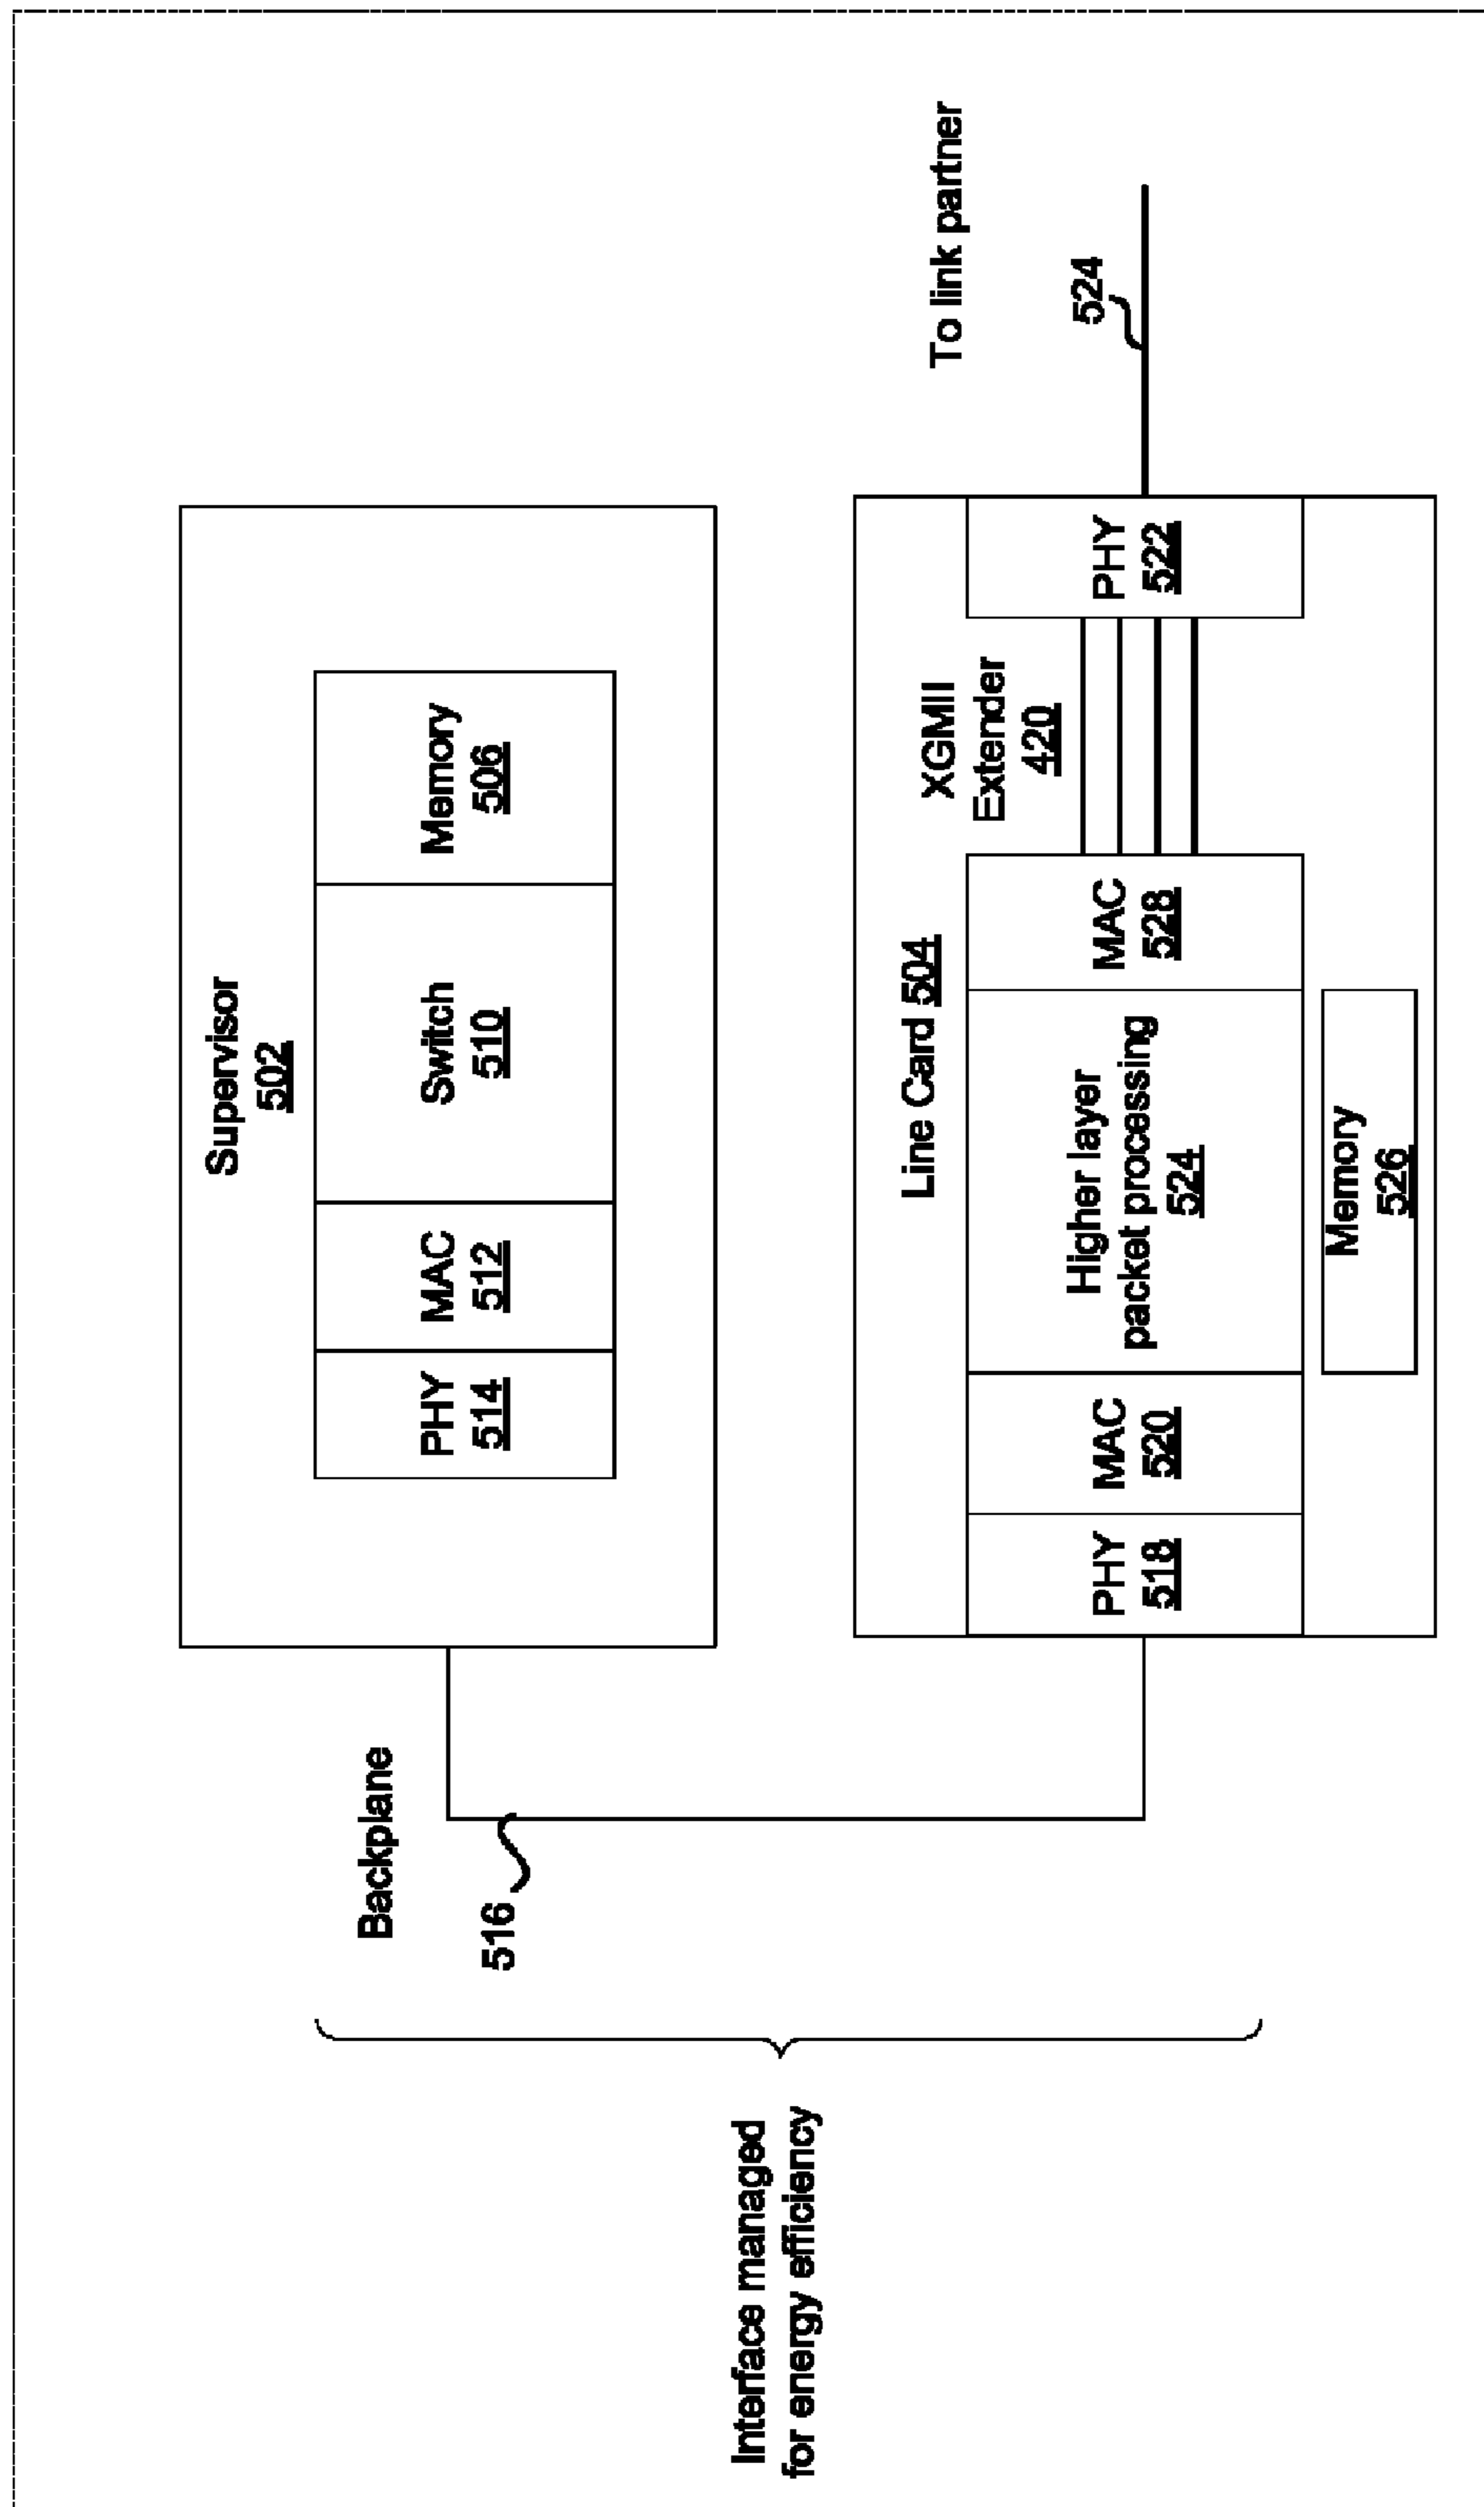 Supervisor
502
PHY
514
MAC
512
Switch
510
Memory
506
Backplane
516
Interface managed
for energy efficiency
Line Card 504
XGMII
Extender
420
PHY
518
MAC
520
Higher layer
packet processing
524
MAC
528
PHY
522
Memory
526
To link partner
524